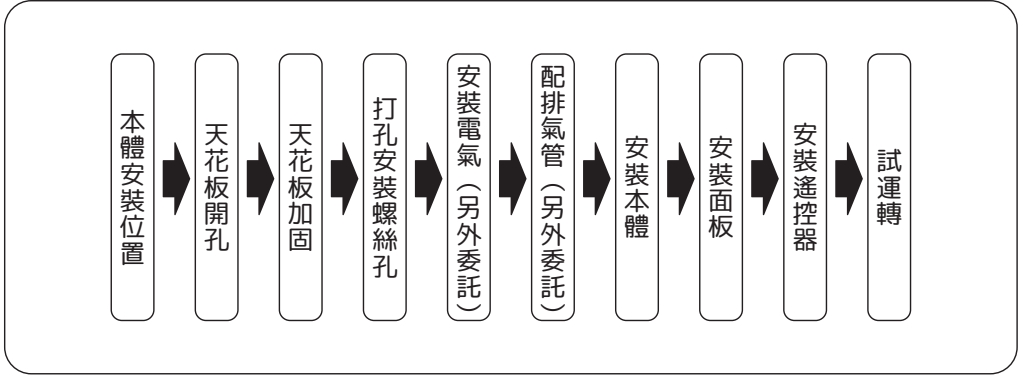 本體安裝位置
天花板開孔
天花板加固
打孔安裝螺絲孔
安裝電氣（另外委託）
配排氣管（另外委託）
安裝本體
安裝面板
安裝遙控器
試運轉